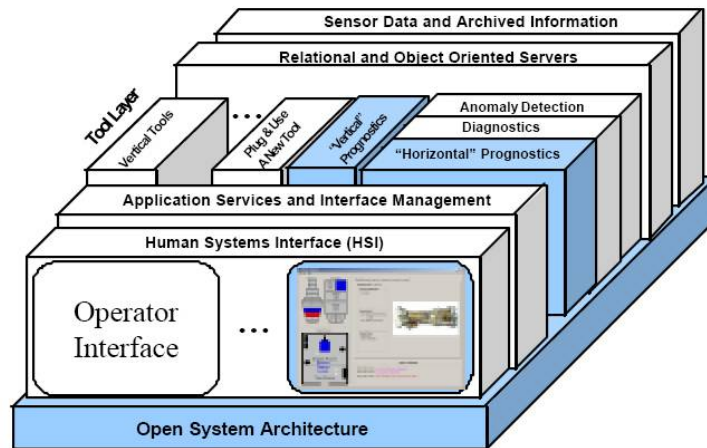 Sensor Data and Archived Information
Relational and Object Oriented Servers
Tool Layer
Vertical Tools
...
Plug & Use
A New Tool
"Vertical"
Prognostics
Anomaly Detection
Diagnostics
"Horizontal" Prognostics
Application Services and Interface Management
Human Systems Interface (HSI)
Operator
Interface
...
Open System Architecture